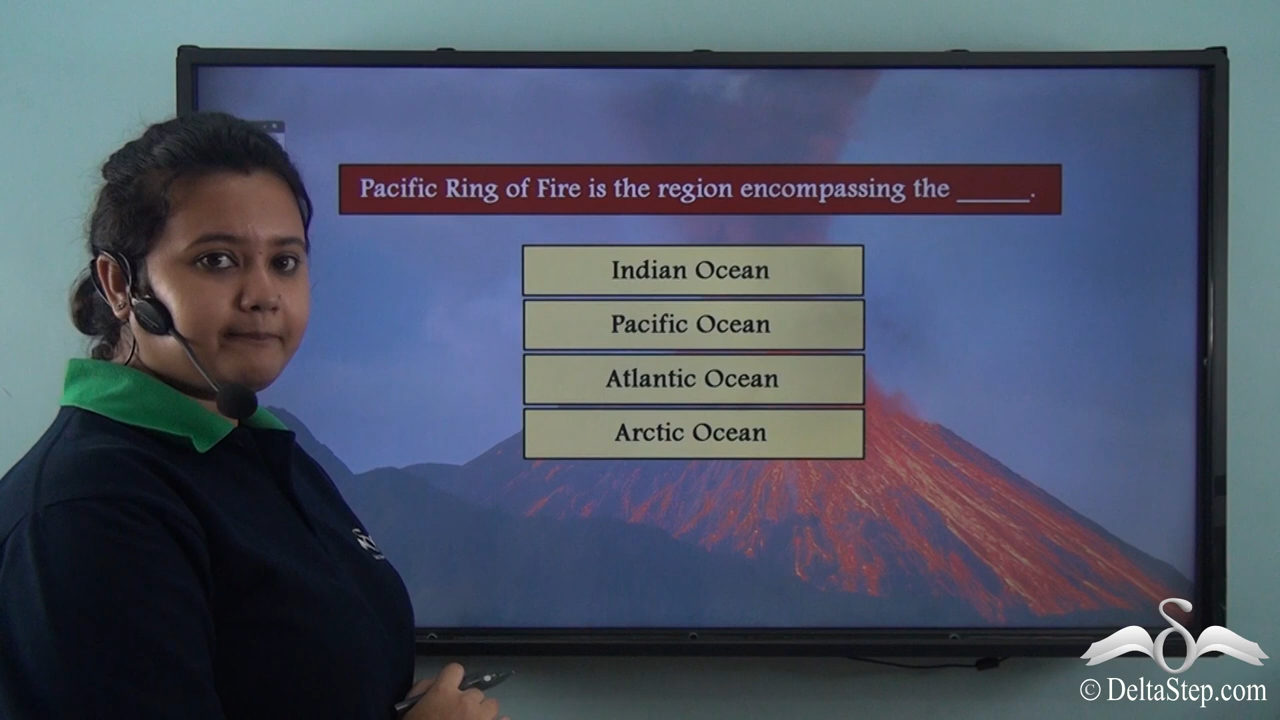 Pacific Ring of Fire is the region encompassing the ______.
Indian Ocean
Pacific Ocean
Atlantic Ocean
Arctic Ocean
© DeltaStep.com